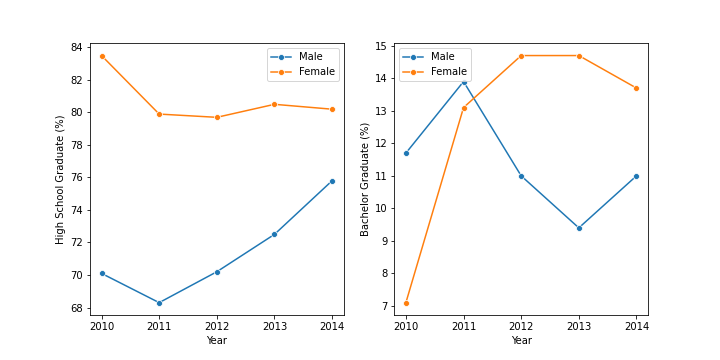 High School Graduate (%)
84
82
80
78
76
74
72
70
68
2010 2011 2012 2013 2014
Year
Male
Female
Bachelor Graduate (%)
15
14
13
12
11
10
9
8
7
2010 2011 2012 2013 2014
Year
Male
Female